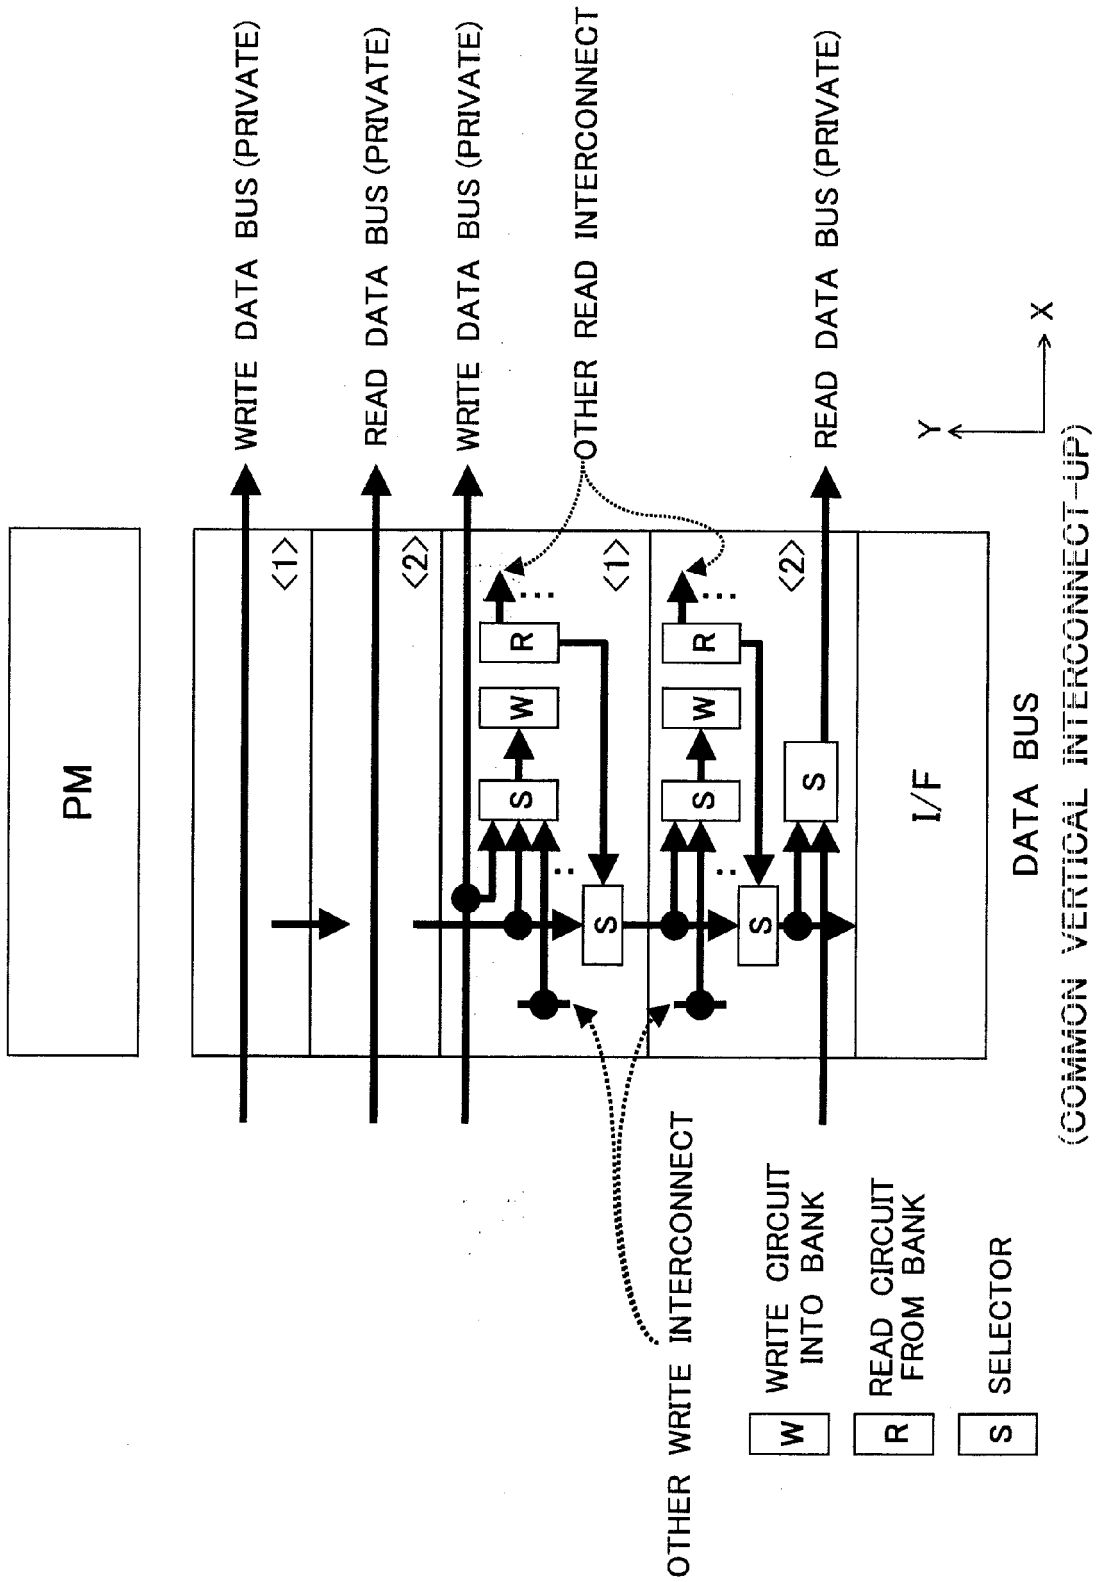 PM
WRITE DATA BUS(PRIVATE)
<1>
READ DATA BUS(PRIVATE)
<2>
WRITE DATA BUS(PRIVATE)
S
W
R
OTHER READ INTERCONNECT
S
<1>
S
W
R
S
<2>
S
READ DATA BUS(PRIVATE)
I/F
OTHER WRITE INTERCONNECT
W
WRITE CIRCUIT
INTO BANK
R
READ CIRCUIT
FROM BANK
S
SELECTOR
Y
X
DATA BUS
(COMMON VERTICAL INTERCONNECT-UP)